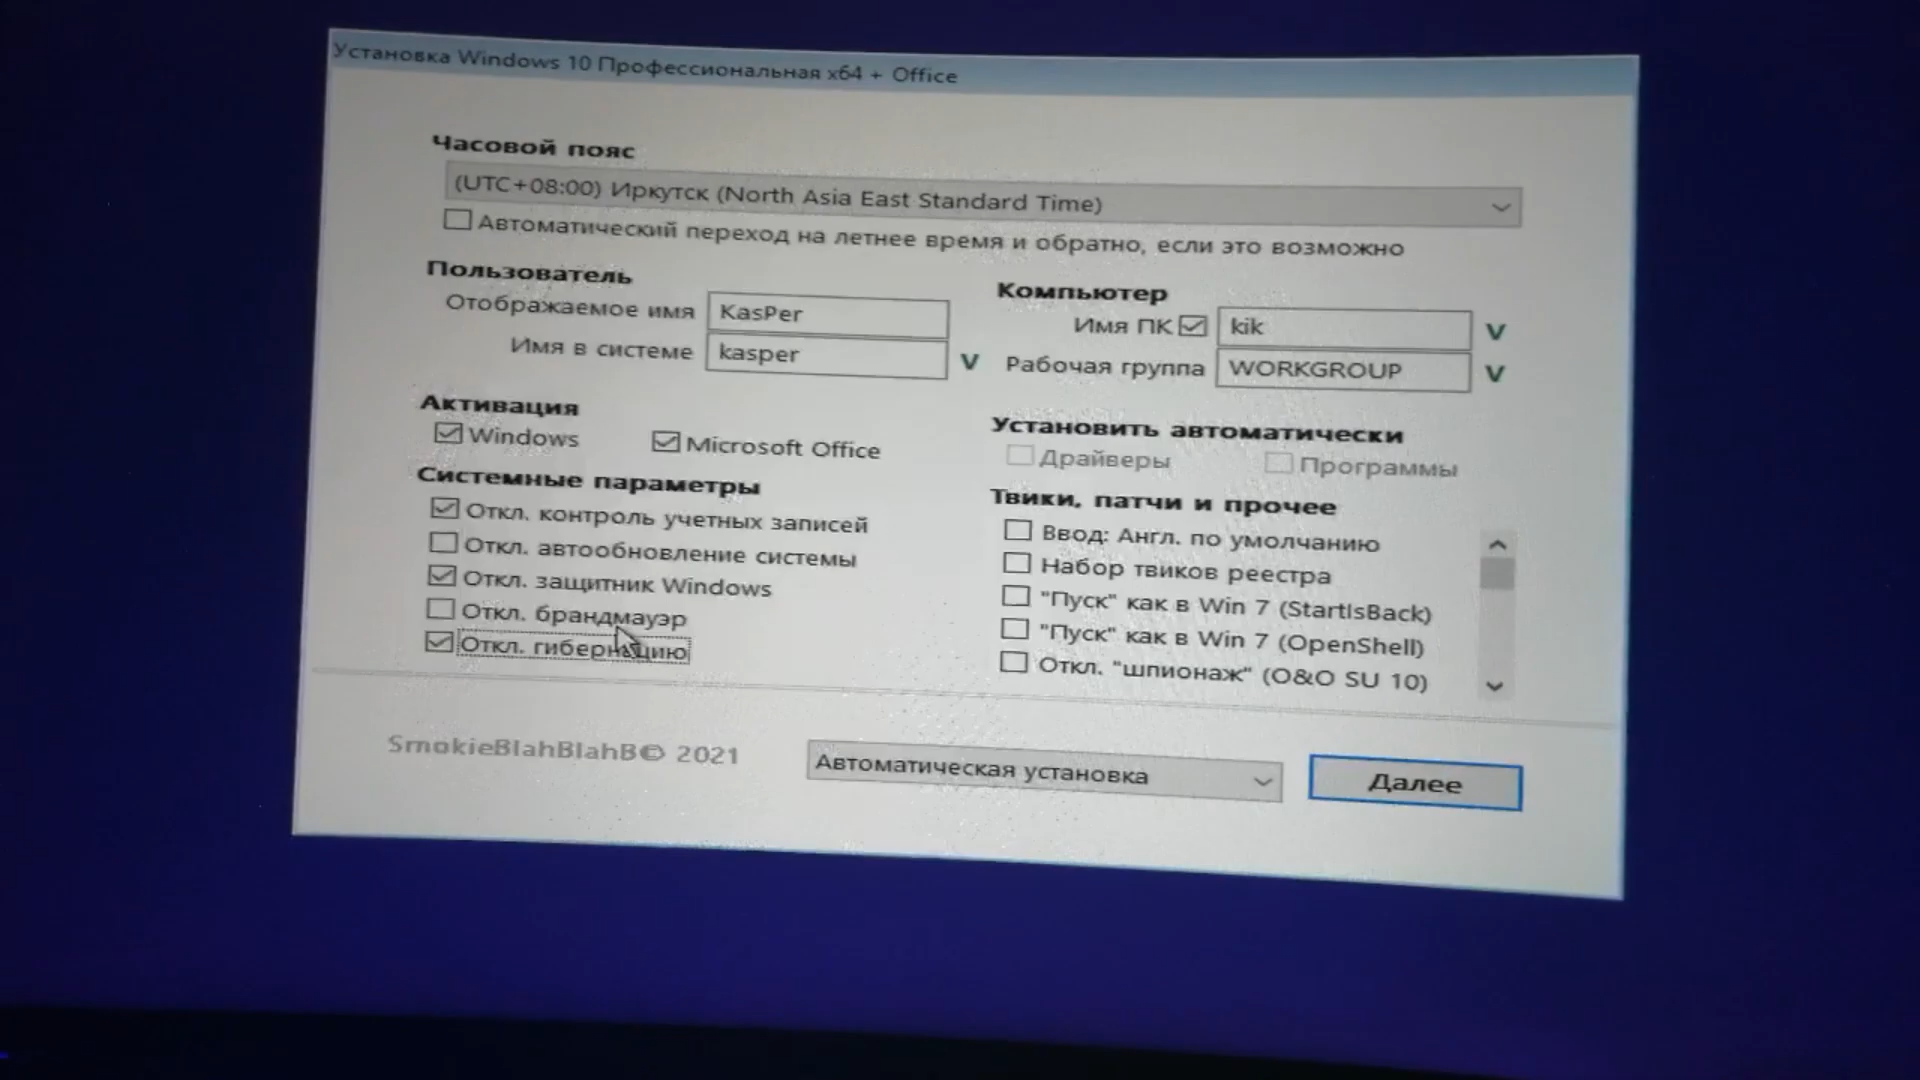 Установка Windows 10 Профессиональная x64 + Office
Часовой пояс
(UTC+08:00) Иркутск (North Asia East Standard Time)
Автоматический переход на летнее время и обратно, если это возможно
Пользователь
Отображаемое имя KasPer
Имя в системе kasper V
Компьютер
Имя ПК kik V
Рабочая группа WORKGROUP V
Активация
Windows Microsoft Office
Установить автоматически
Драйверы Программы
Системные параметры
Откл. контроль учетных записей
Откл. автообновление системы
Откл. защитник Windows
Откл. брандмауэр
Откл. гибернацию
Твики, патчи и прочее
Ввод: Англ. по умолчанию
Набор твиков реестра
"Пуск" как в Win 7 (StartIsBack)
"Пуск" как в Win 7 (OpenShell)
Откл. "шпионаж" (O&O SU 10)
SmokieBlahBlahB© 2021
Автоматическая установка
Далее